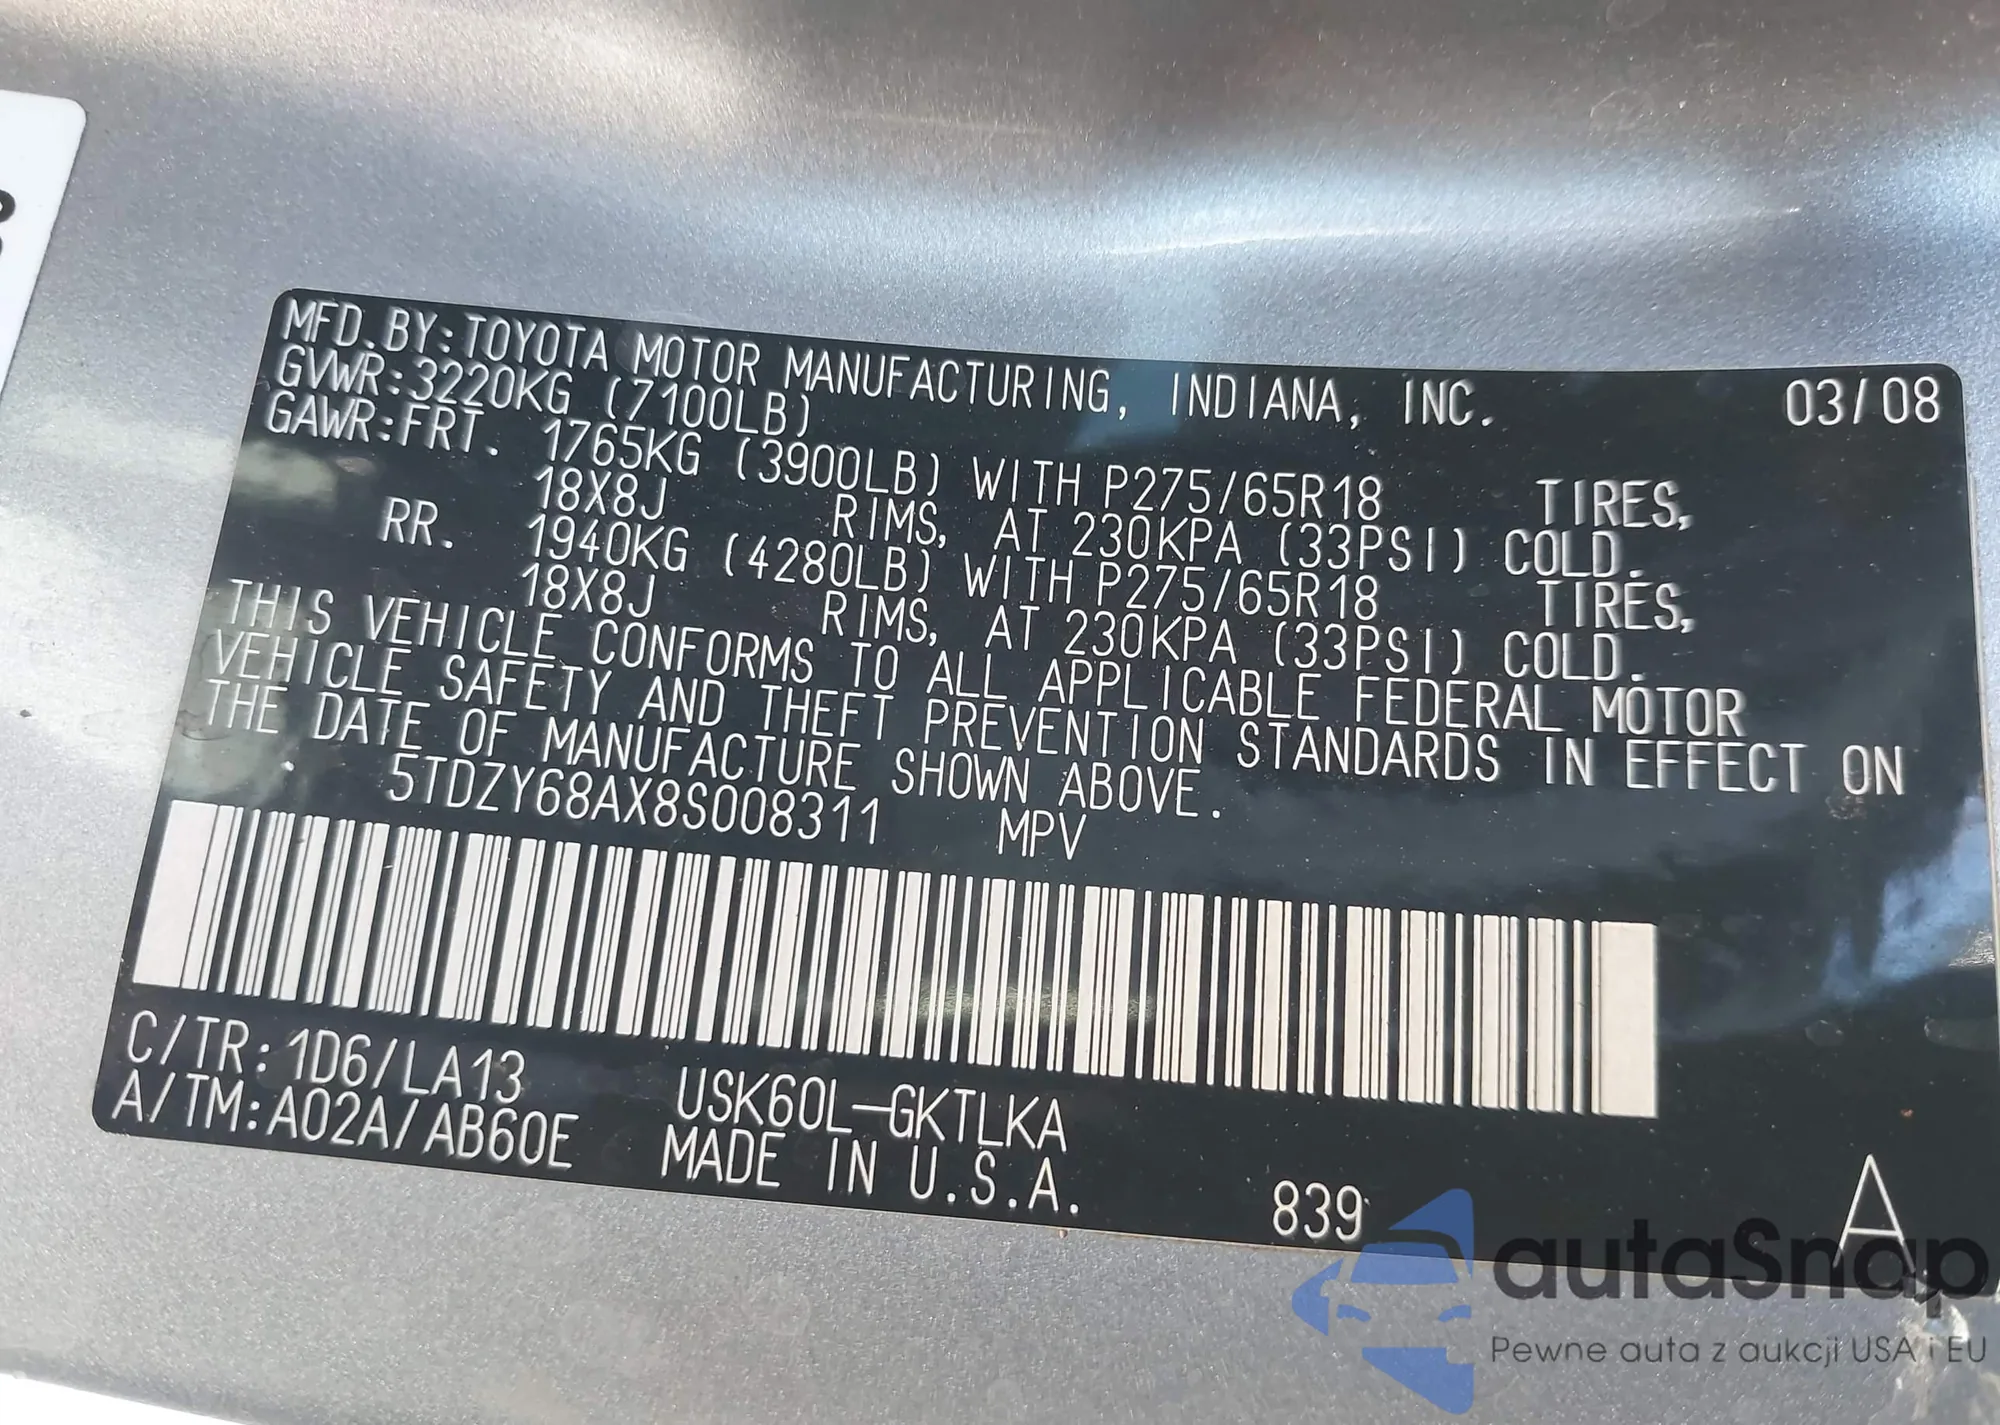 MFD.BY:TOYOTA MOTOR MANUFACTURING, INDIANA, INC. 03/08
GVWR:3220KG (7100LB)
GAWR:FRT. 1765KG (3900LB) WITH P275/65R18 TIRES,
18X8J RIMS, AT 230KPA (33PSI) COLD.
RR. 1940KG (4280LB) WITH P275/65R18 TIRES,
18X8J RIMS, AT 230KPA (33PSI) COLD.
THIS VEHICLE CONFORMS TO ALL APPLICABLE FEDERAL MOTOR
VEHICLE SAFETY AND THEFT PREVENTION STANDARDS IN EFFECT ON
THE DATE OF MANUFACTURE SHOWN ABOVE.
5TDZY68AX8S008311 MPV
C/TR:1D6/LA13 USK60L-GKTLKA
A/TM:A02A/AB60E MADE IN U.S.A. 839 A
autaSnap
Pewne auta z aukcji USA i EU